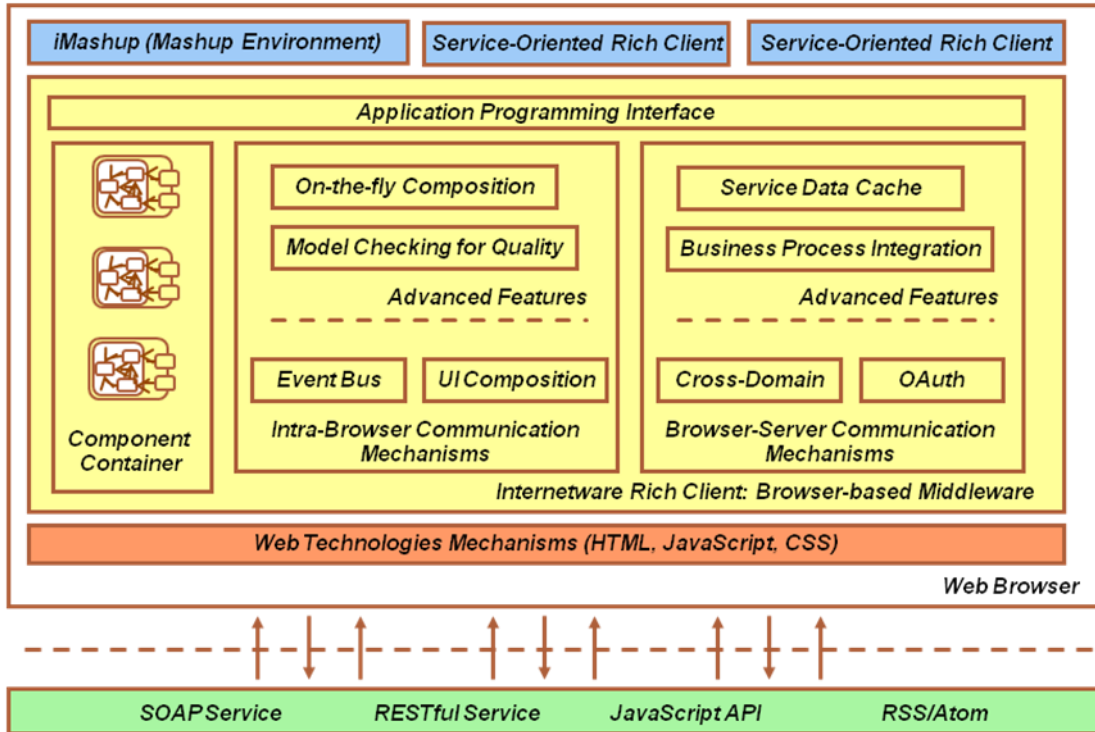 iMashup (Mashup Environment)
Service-Oriented Rich Client
Service-Oriented Rich Client
Application Programming Interface
Component
Container
On-the-fly Composition
Model Checking for Quality
Advanced Features
Event Bus
UI Composition
Intra-Browser Communication
Mechanisms
Service Data Cache
Business Process Integration
Advanced Features
Cross-Domain
OAuth
Browser-Server Communication
Mechanisms
Internetware Rich Client: Browser-based Middleware
Web Technologies Mechanisms (HTML, JavaScript, CSS)
Web Browser
SOAP Service
RESTful Service
JavaScript API
RSS/Atom